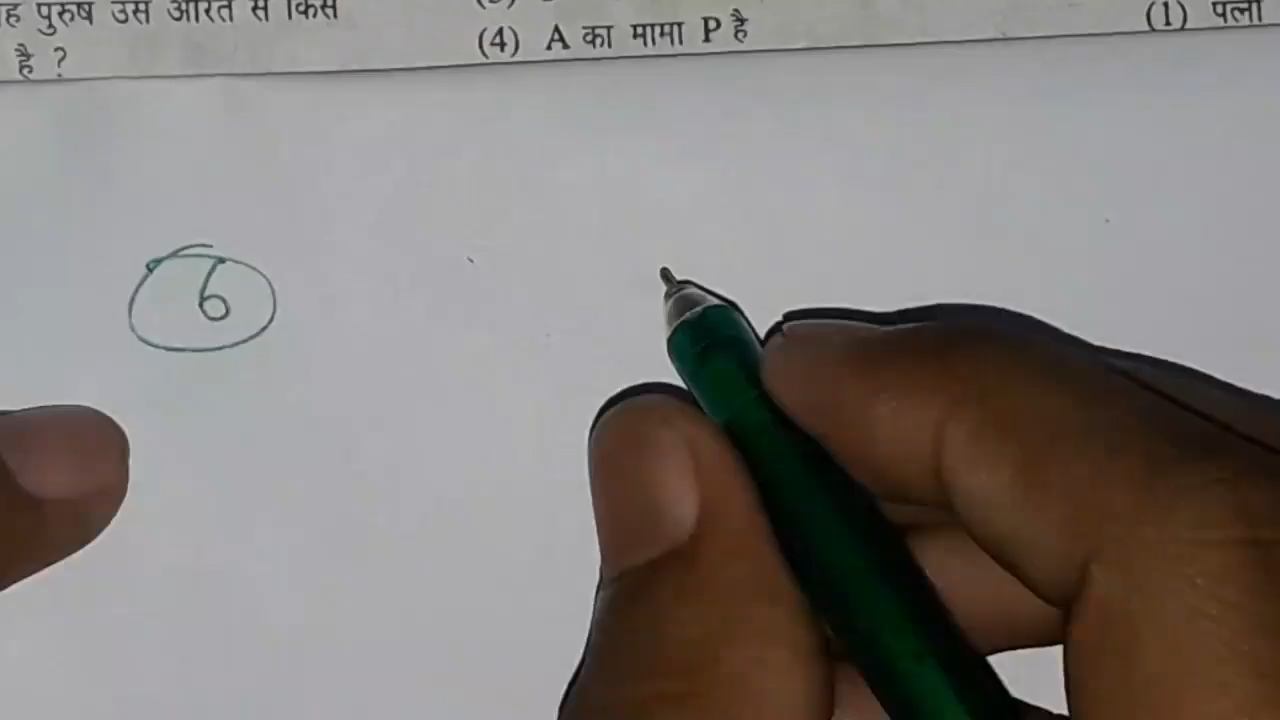 पुरुष उस औरत से किस
है ?
(4) A का मामा P है
(1) पत्नी
6